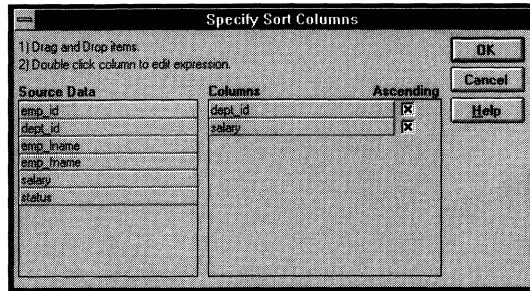 Specify Sort Columns
1) Drag and Drop items.
2) Double click column to edit expression.
OK
Cancel
Help
Source Data
emp_id
dept_id
emp_lname
emp_fname
salary
status
Columns Ascending
dept_id
salary